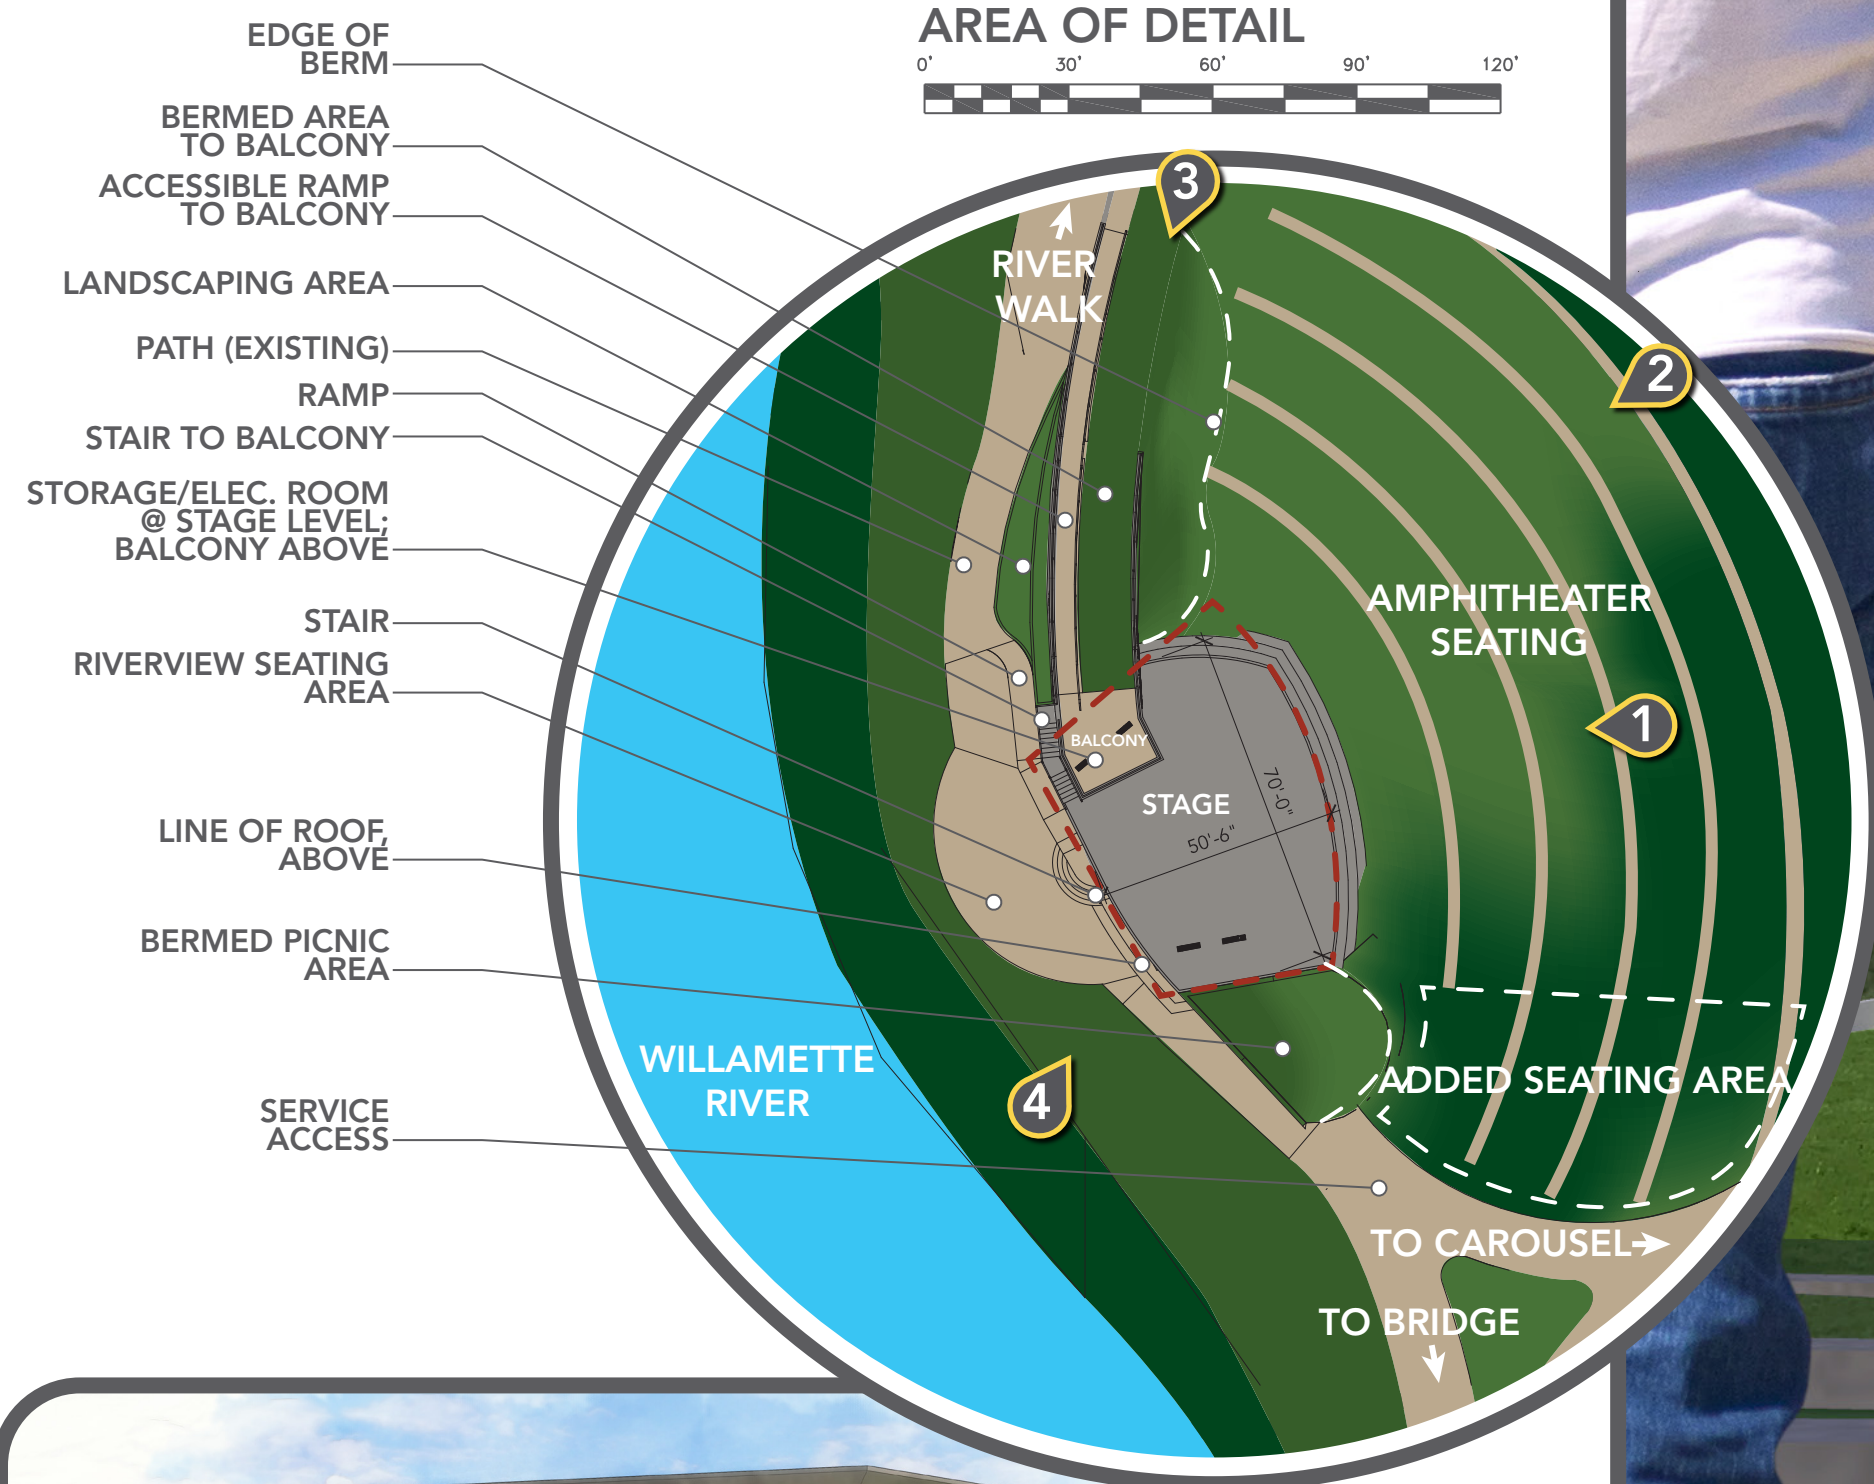 AREA OF DETAIL
0' 30' 60' 90' 120'
EDGE OF
BERM
BERMED AREA
TO BALCONY
ACCESSIBLE RAMP
TO BALCONY
LANDSCAPING AREA
PATH (EXISTING)
RAMP
STAIR TO BALCONY
STORAGE/ELEC. ROOM
@ STAGE LEVEL;
BALCONY ABOVE
STAIR
RIVERVIEW SEATING
AREA
LINE OF ROOF,
ABOVE
BERMED PICNIC
AREA
SERVICE
ACCESS
3
RIVER
WALK
2
AMPHITHEATER
SEATING
1
BALCONY
STAGE
70'-0"
50'-6"
WILLAMETTE
RIVER
4
ADDED SEATING AREA
TO CAROUSEL
TO BRIDGE